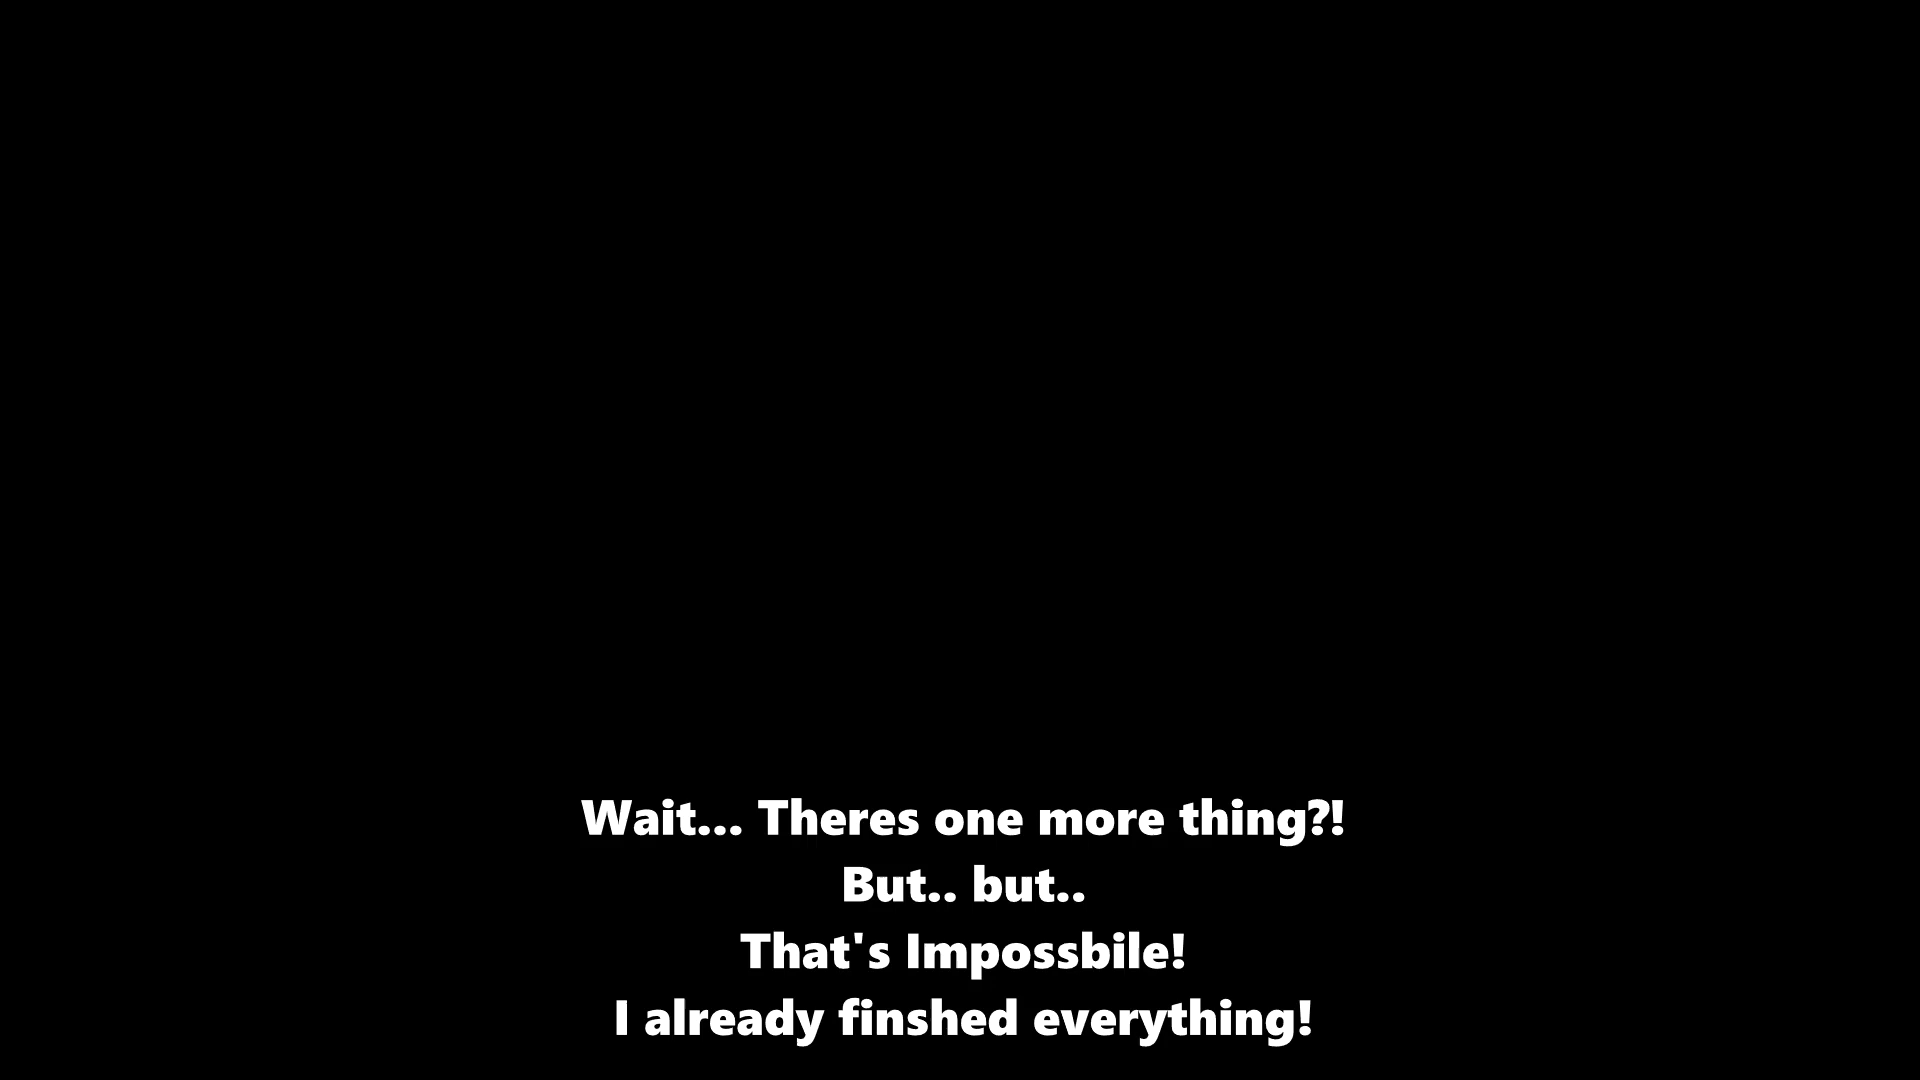 Wait... Theres one more thing?!
But.. but..
That's Impossbile!
I already finshed everything!